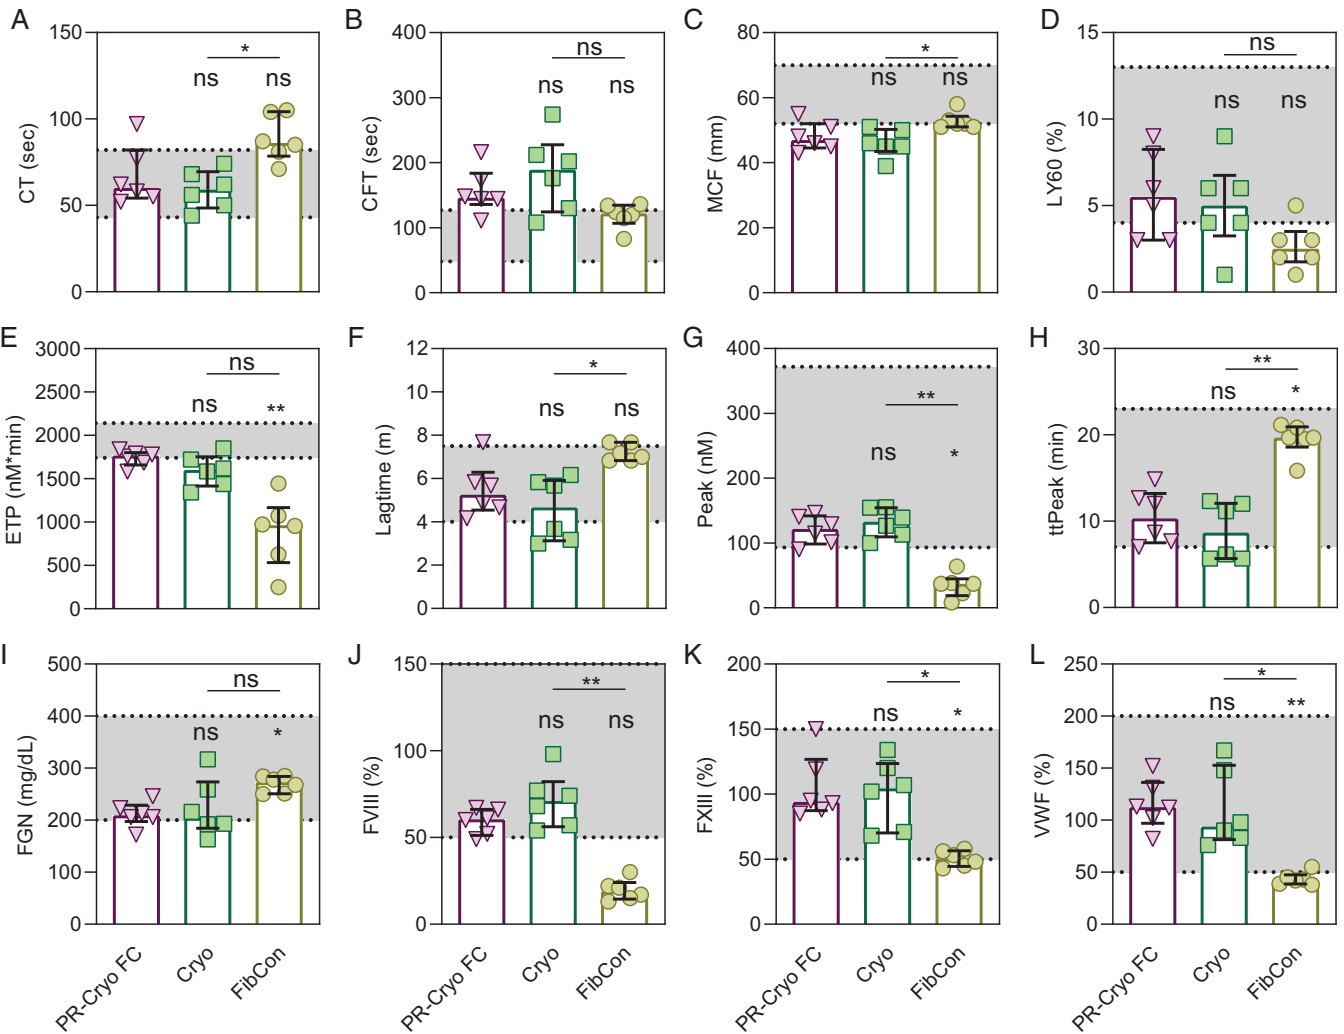 A
CT (sec)
150
100
50
0
*
ns
ns
B
CFT (sec)
400
300
200
100
0
ns
ns
ns
C
MCF (mm)
80
60
40
20
0
*
ns
ns
D
LY60 (%)
15
10
5
0
ns
ns
ns
E
ETP (nM*min)
3000
2500
2000
1500
1000
500
0
ns
ns
**
F
Lagtime (m)
12
10
8
6
4
2
0
*
ns
ns
G
Peak (nM)
400
300
200
100
0
**
ns
*
H
ttPeak (min)
30
20
10
0
**
ns
*
I
FGN (mg/dL)
500
400
300
200
100
0
ns
ns
*
PR-Cryo FC
Cryo
FibCon
J
FVIII (%)
150
100
50
0
**
ns
ns
PR-Cryo FC
Cryo
FibCon
K
FXIII (%)
200
150
100
50
0
*
ns
*
PR-Cryo FC
Cryo
FibCon
L
VWF (%)
250
200
150
100
50
0
*
ns
**
PR-Cryo FC
Cryo
FibCon